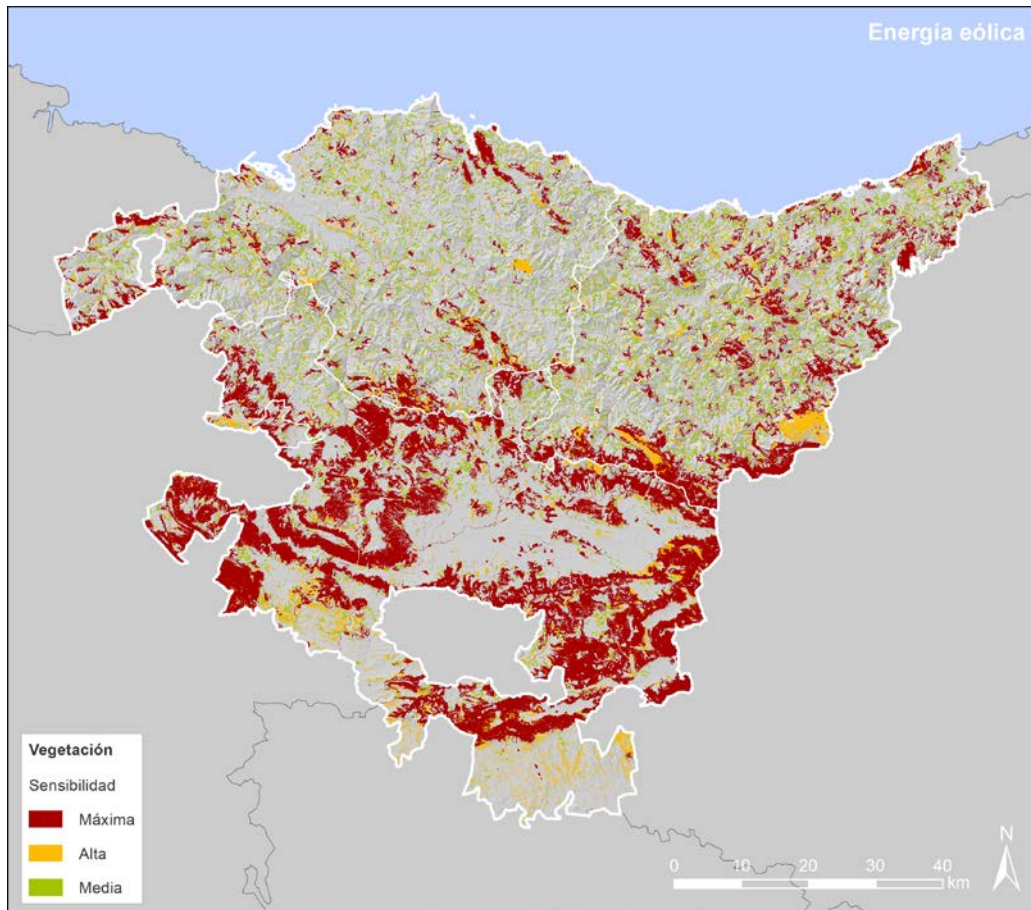 Energía eólica
Vegetación
Sensibilidad
Máxima
Alta
Media
N
0 10 20 30 40
km